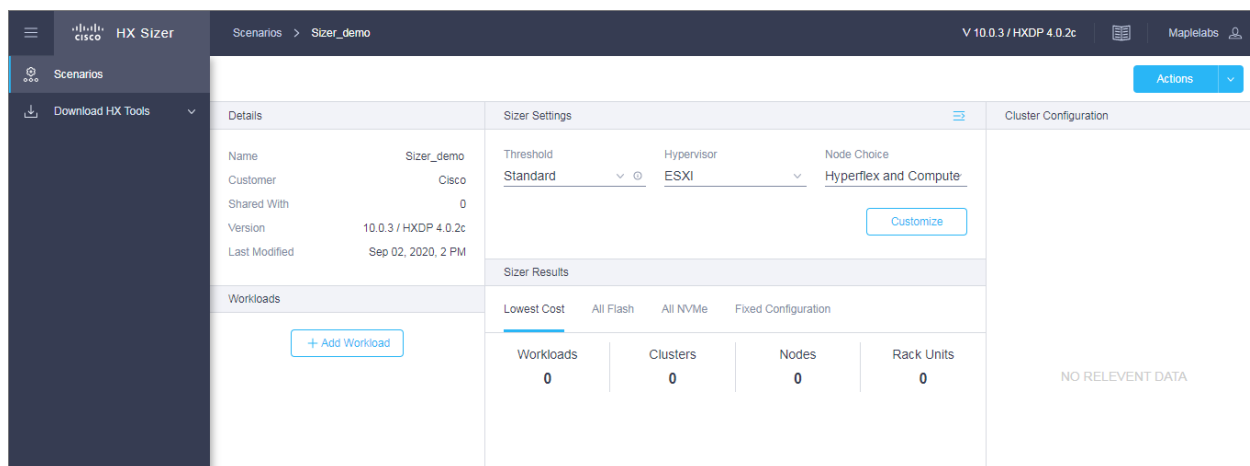 cisco HX Sizer
Scenarios > Sizer_demo
V 10.0.3 / HXDP 4.0.2c
Maplelabs
Scenarios
Download HX Tools
Actions
Details
Name Sizer_demo
Customer Cisco
Shared With 0
Version 10.0.3 / HXDP 4.0.2c
Last Modified Sep 02, 2020, 2 PM
Workloads
+ Add Workload
Sizer Settings
Threshold Hypervisor Node Choice
Standard ESXI Hyperflex and Compute
Customize
Sizer Results
Lowest Cost All Flash All NVMe Fixed Configuration
Workloads Clusters Nodes Rack Units
0 0 0 0
Cluster Configuration
NO RELEVENT DATA